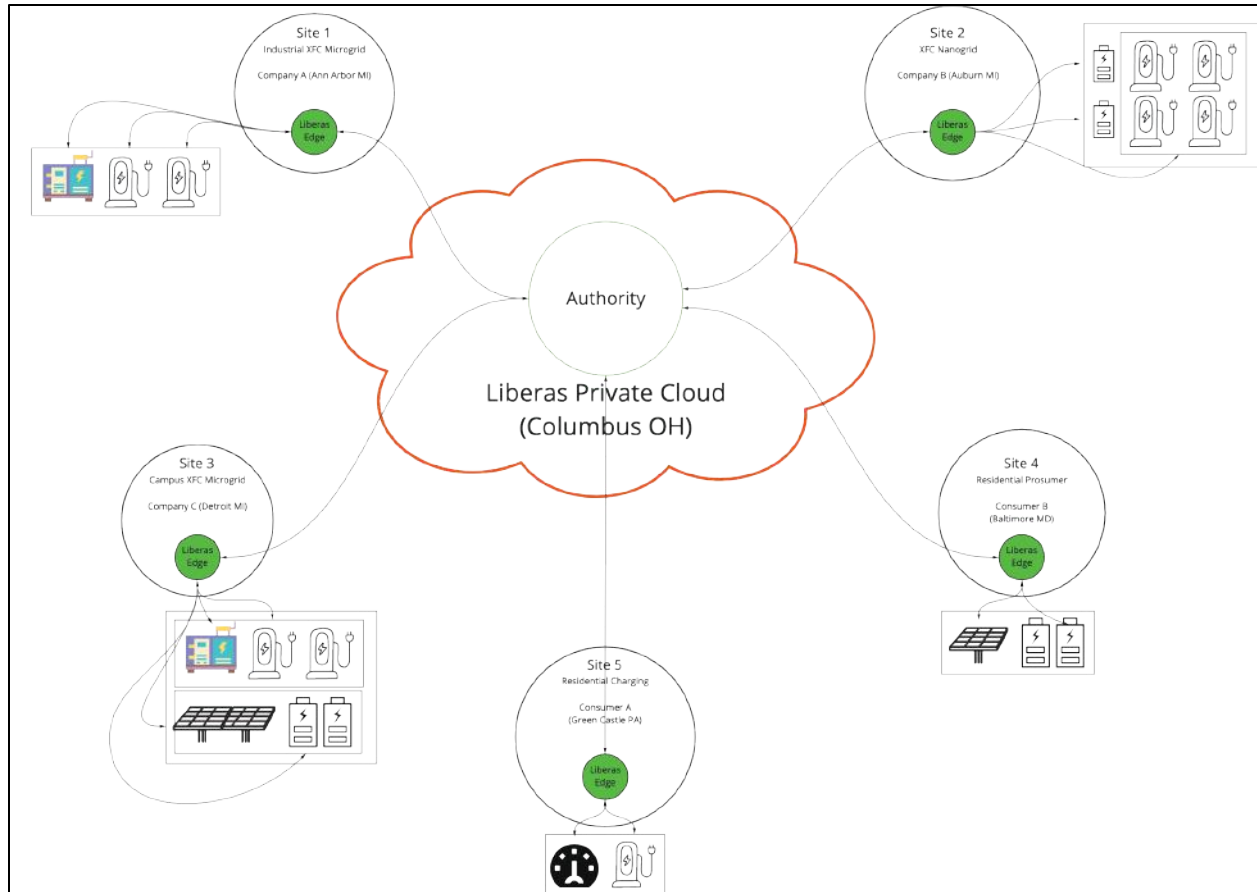 Site 1
Industrial XFC Microgrid
Company A (Ann Arbor MI)
Liberas
Edge
Site 2
XFC Nanogrid
Company B (Auburn MI)
Liberas
Edge
Authority
Liberas Private Cloud
(Columbus OH)
Site 3
Campus XFC Microgrid
Company C (Detroit MI)
Liberas
Edge
Site 4
Residential Prosumer
Consumer B
(Baltimore MD)
Liberas
Edge
Site 5
Residential Charging
Consumer A
(Green Castle PA)
Liberas
Edge